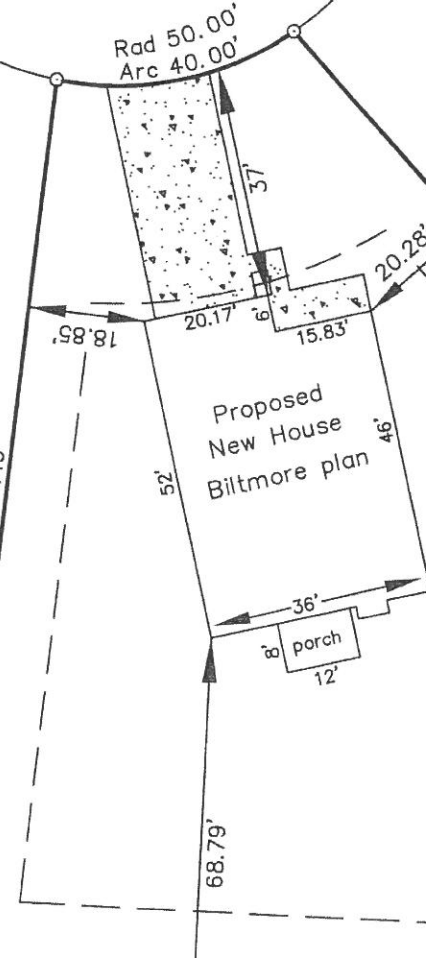 Rad 50.00'
Arc 40.00'
37'
20.28'
18.85'
20.17'
6'
15.83'
Proposed
New House
Biltmore plan
52'
46'
36'
8'
porch
12'
68.79'